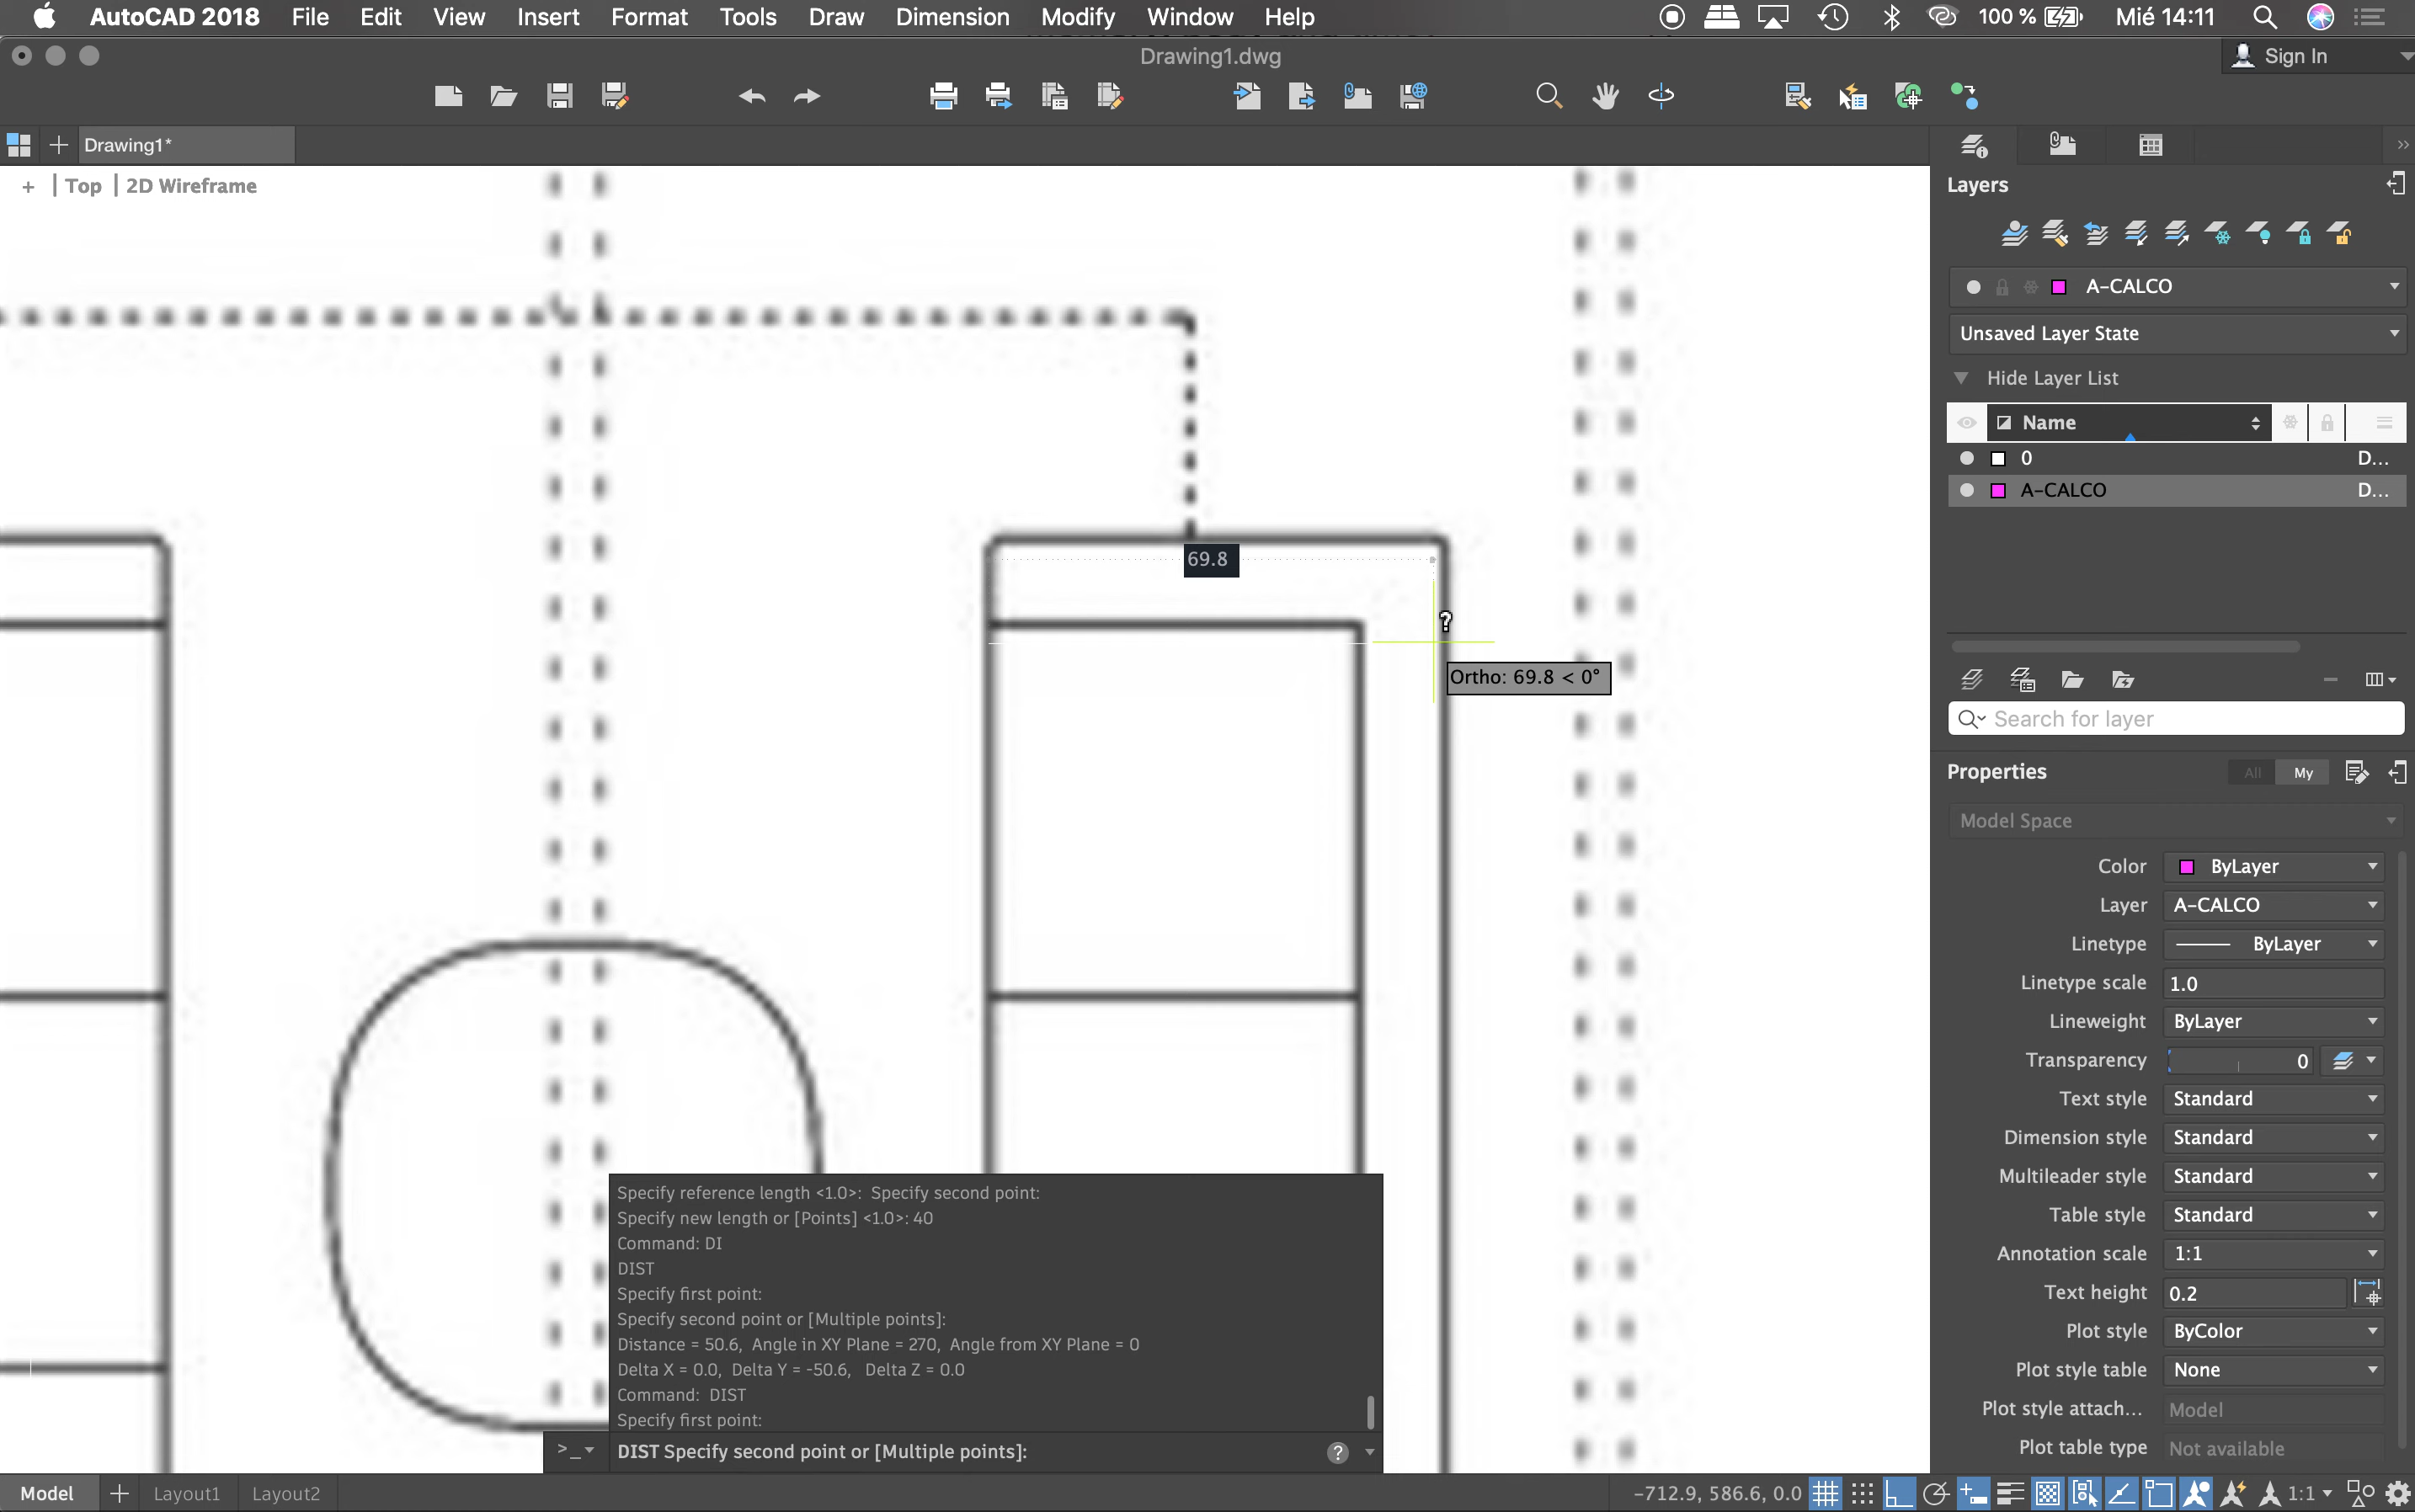 AutoCAD 2018 File Edit View Insert Format Tools Draw Dimension Modify Window Help 100 % Mié 14:11
Drawing1.dwg
Sign In
Drawing1*
+ Top 2D Wireframe
Layers
A-CALCO
Unsaved Layer State
Hide Layer List
Name
0 D...
A-CALCO D...
69.8
?
Ortho: 69.8 < 0°
Search for layer
Properties All My
Model Space
Color ByLayer
Layer A-CALCO
Linetype ByLayer
Linetype scale 1.0
Lineweight ByLayer
Transparency 0
Text style Standard
Dimension style Standard
Multileader style Standard
Table style Standard
Annotation scale 1:1
Text height 0.2
Plot style ByColor
Plot style table None
Plot style attach... Model
Plot table type Not available
Specify reference length <1.0>: Specify second point:
Specify new length or [Points] <1.0>: 40
Command: DI
DIST
Specify first point:
Specify second point or [Multiple points]:
Distance = 50.6, Angle in XY Plane = 270, Angle from XY Plane = 0
Delta X = 0.0, Delta Y = -50.6, Delta Z = 0.0
Command: DIST
Specify first point:
>_ DIST Specify second point or [Multiple points]: ?
Model Layout1 Layout2 -712.9, 586.6, 0.0 1:1